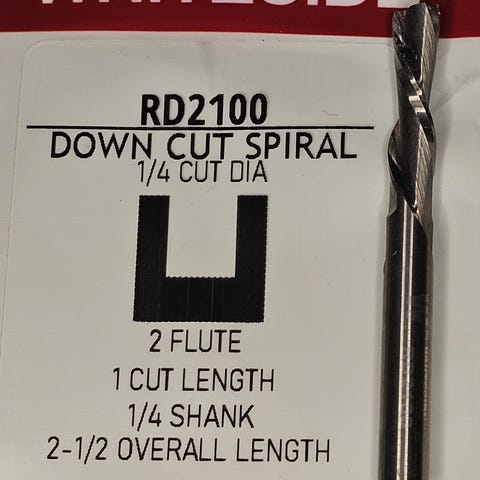 RD2100
DOWN CUT SPIRAL
1/4 CUT DIA
2 FLUTE
1 CUT LENGTH
1/4 SHANK
2-1/2 OVERALL LENGTH